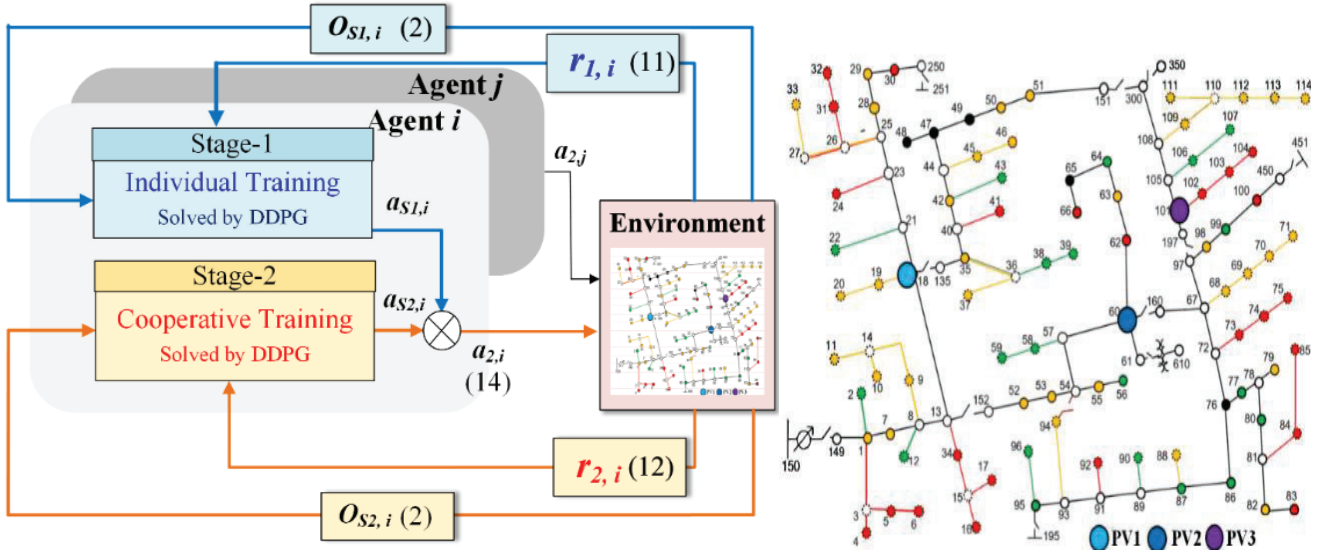 O_{S1, i} (2)
r_{1, i} (11)
Agent j
Agent i
Stage-1
Individual Training
Solved by DDPG
a_{S1,i}
a_{2,j}
Environment
PV1 PV2 PV3
Stage-2
Cooperative Training
Solved by DDPG
a_{S2,i}
a_{2,i}
(14)
r_{2, i} (12)
O_{S2, i} (2)
32 29 30 250 251 51 151 300 350 111 110 112 113 114
33 31 28 50 49 109 107
27 26 25 48 47 46 45 44 108 106 104 451
23 43 65 64 105 103 102 450
24 42 41 63 66 101 100
22 21 40 62 197 99 98 71
20 19 18 135 35 36 38 39 37 97 70 69 68
60 160 67 75 74 73
59 58 57 61 610 72 85
11 14 10 9 2 52 53 54 55 56 77 78 79
149 1 7 8 13 152 76 80 84
150 12 34 94 96 92 90 88 81
3 5 6 4 15 17 16 95 93 91 89 87 86 82 83
195
PV1 PV2 PV3